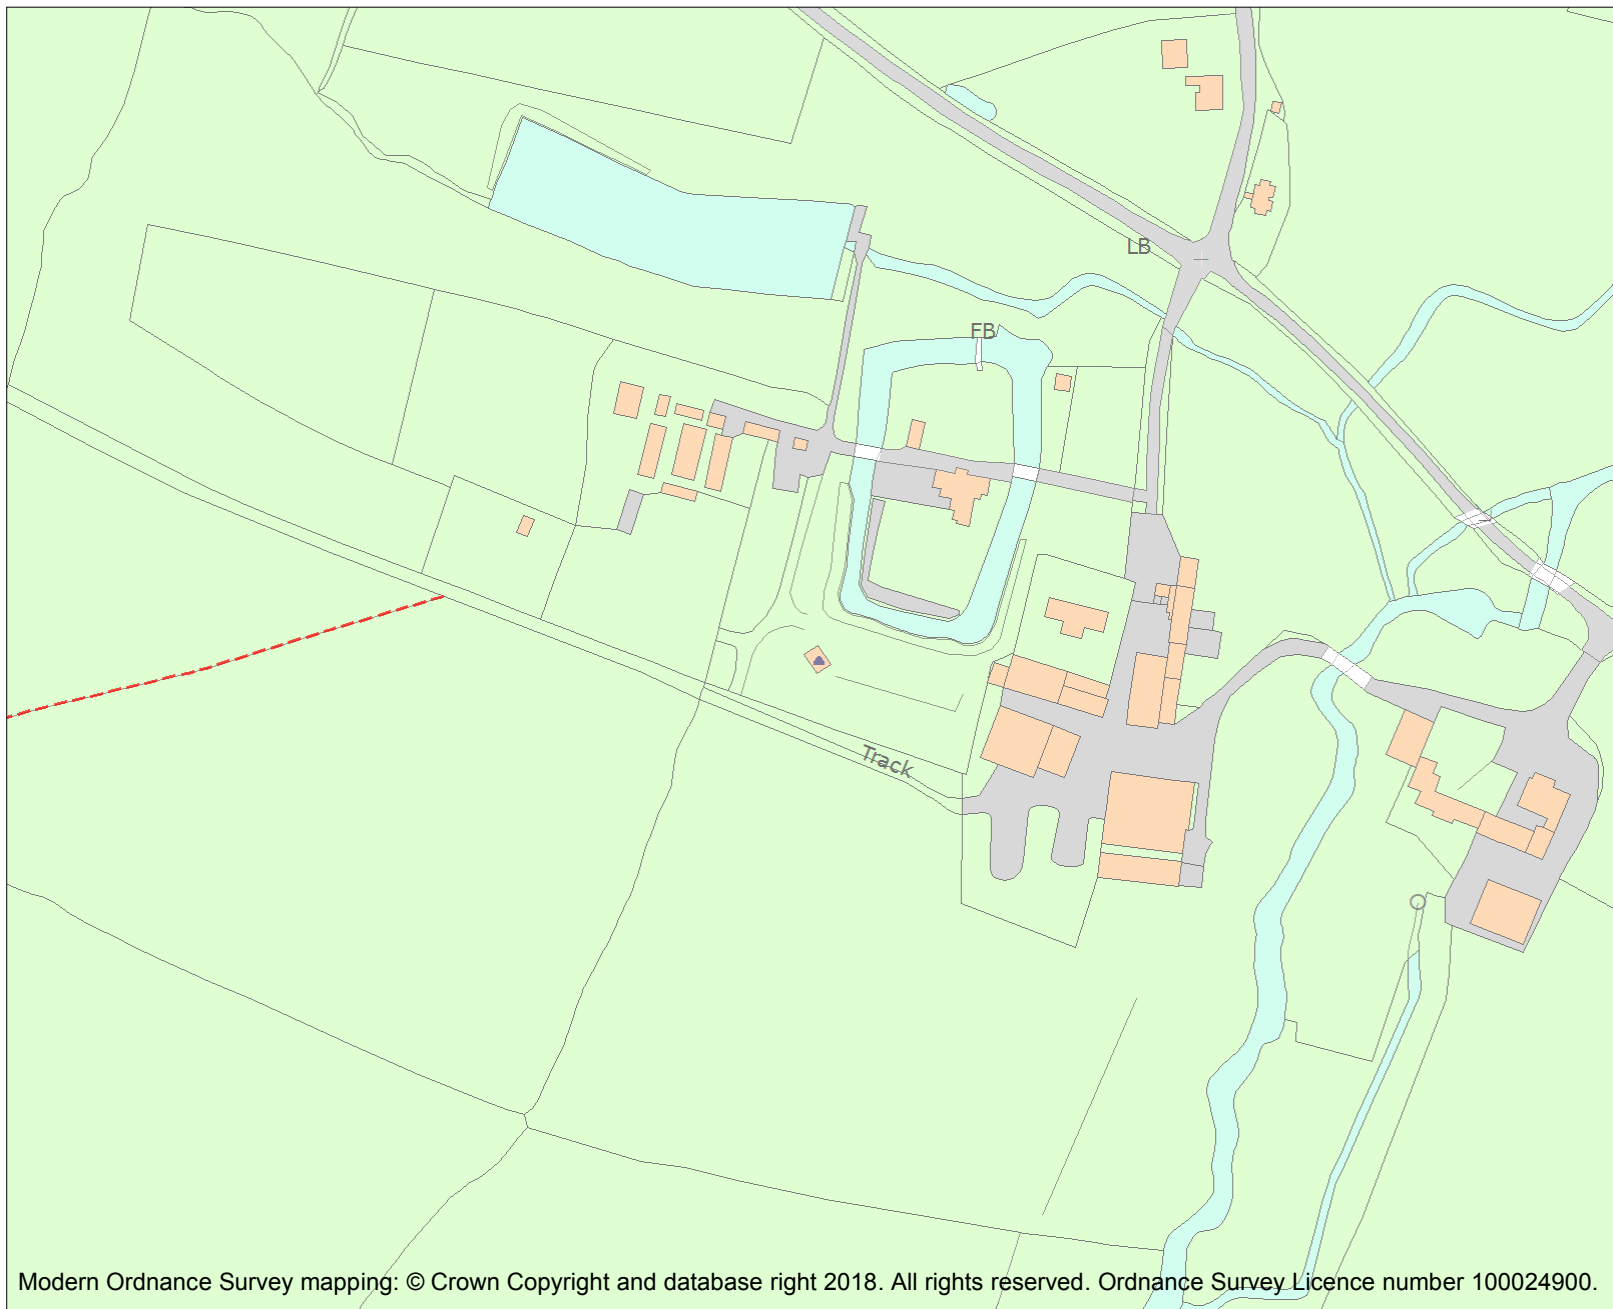 LB
FB
Track
Modern Ordnance Survey mapping: © Crown Copyright and database right 2018. All rights reserved. Ordnance Survey Licence number 100024900.